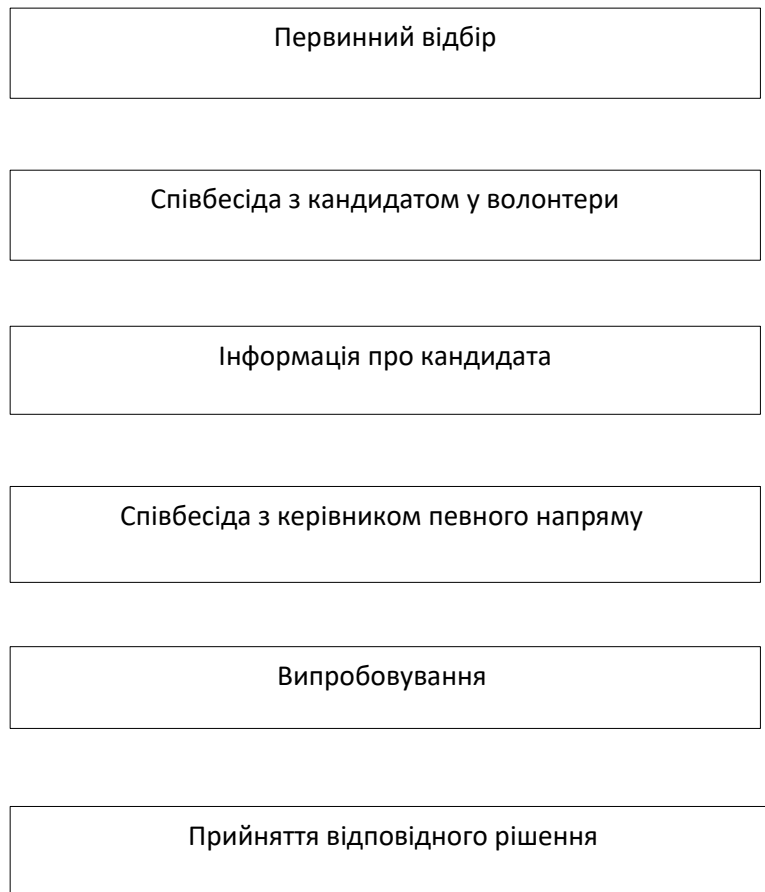 Первинний відбір
Співбесіда з кандидатом у волонтери
Інформація про кандидата
Співбесіда з керівником певного напряму
Випробовування
Прийняття відповідного рішення